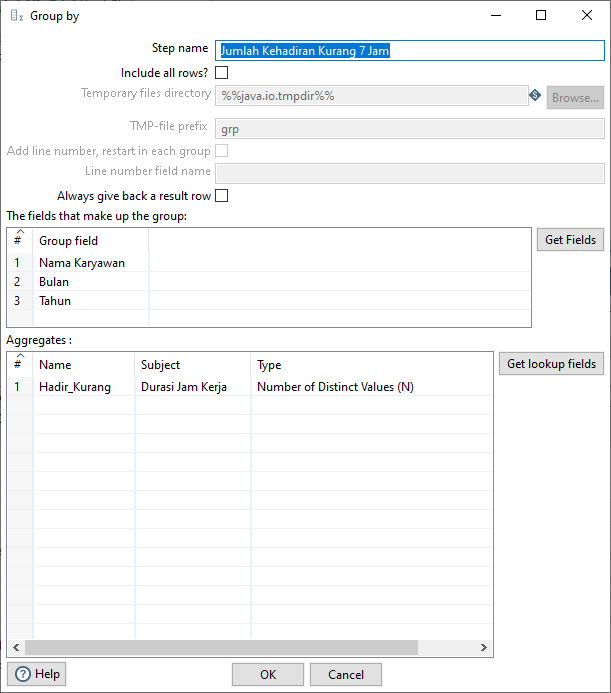 Group by
Step name Jumlah Kehadiran Kurang 7 Jam
Include all rows?
Temporary files directory %%java.io.tmpdir%% Browse...
TMP-file prefix grp
Add line number, restart in each group
Line number field name
Always give back a result row
The fields that make up the group:
# Group field Get Fields
1 Nama Karyawan
2 Bulan
3 Tahun
Aggregates :
# Name Subject Type Get lookup fields
1 Hadir_Kurang Durasi Jam Kerja Number of Distinct Values (N)
Help OK Cancel